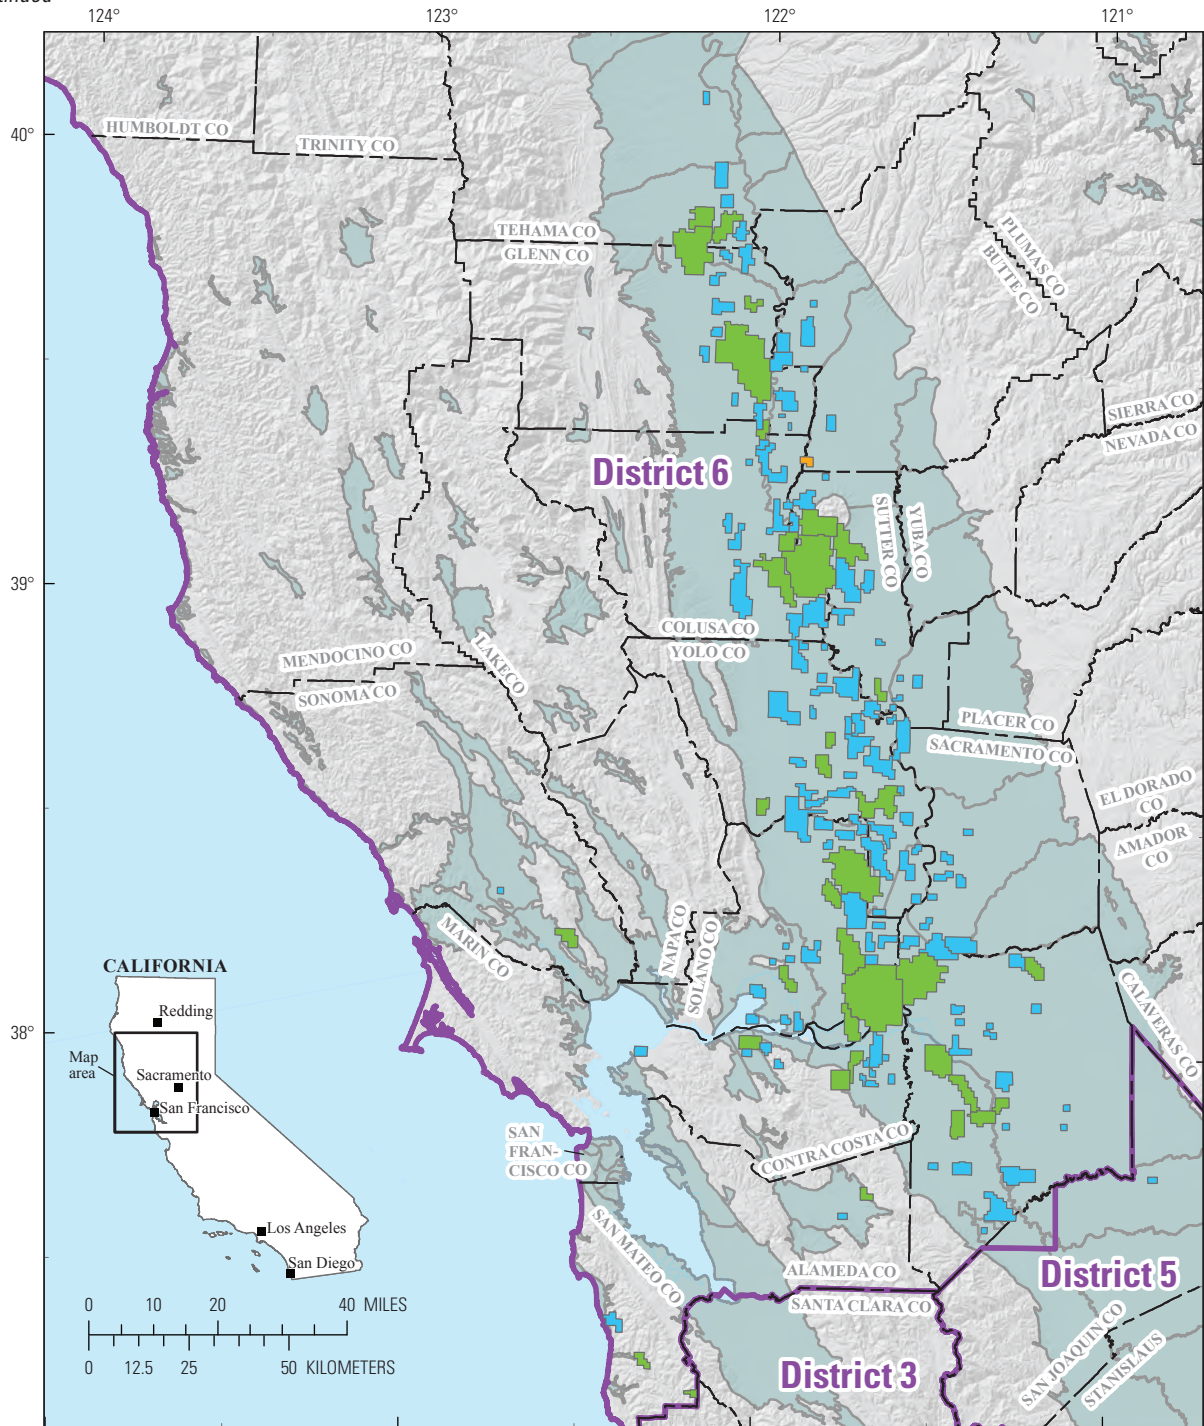 124°
123°
122°
121°
40°
HUMBOLDT CO
TRINITY CO
TEHAMA CO
GLENN CO
PLUMAS CO
BUTTE CO
SIERRA CO
NEVADA CO
District 6
SUTTER CO
YUBA CO
39°
COLUSA CO
YOLO CO
MENDOCINO CO
SONOMA CO
LAKE CO
PLACER CO
SACRAMENTO CO
EL DORADO
CO
AMADOR
CO
MARIN CO
NAPA CO
SOLANO CO
CALAVERAS CO
38°
CALIFORNIA
Redding
Map
area
Sacramento
San Francisco
Los Angeles
San Diego
SAN
FRAN-
CISCO CO
CONTRA COSTA CO
SAN MATEO CO
ALAMEDA CO
SANTA CLARA CO
District 5
District 3
SAN JOAQUIN CO
STANISLAUS
0 10 20 40 MILES
0 12.5 25 50 KILOMETERS